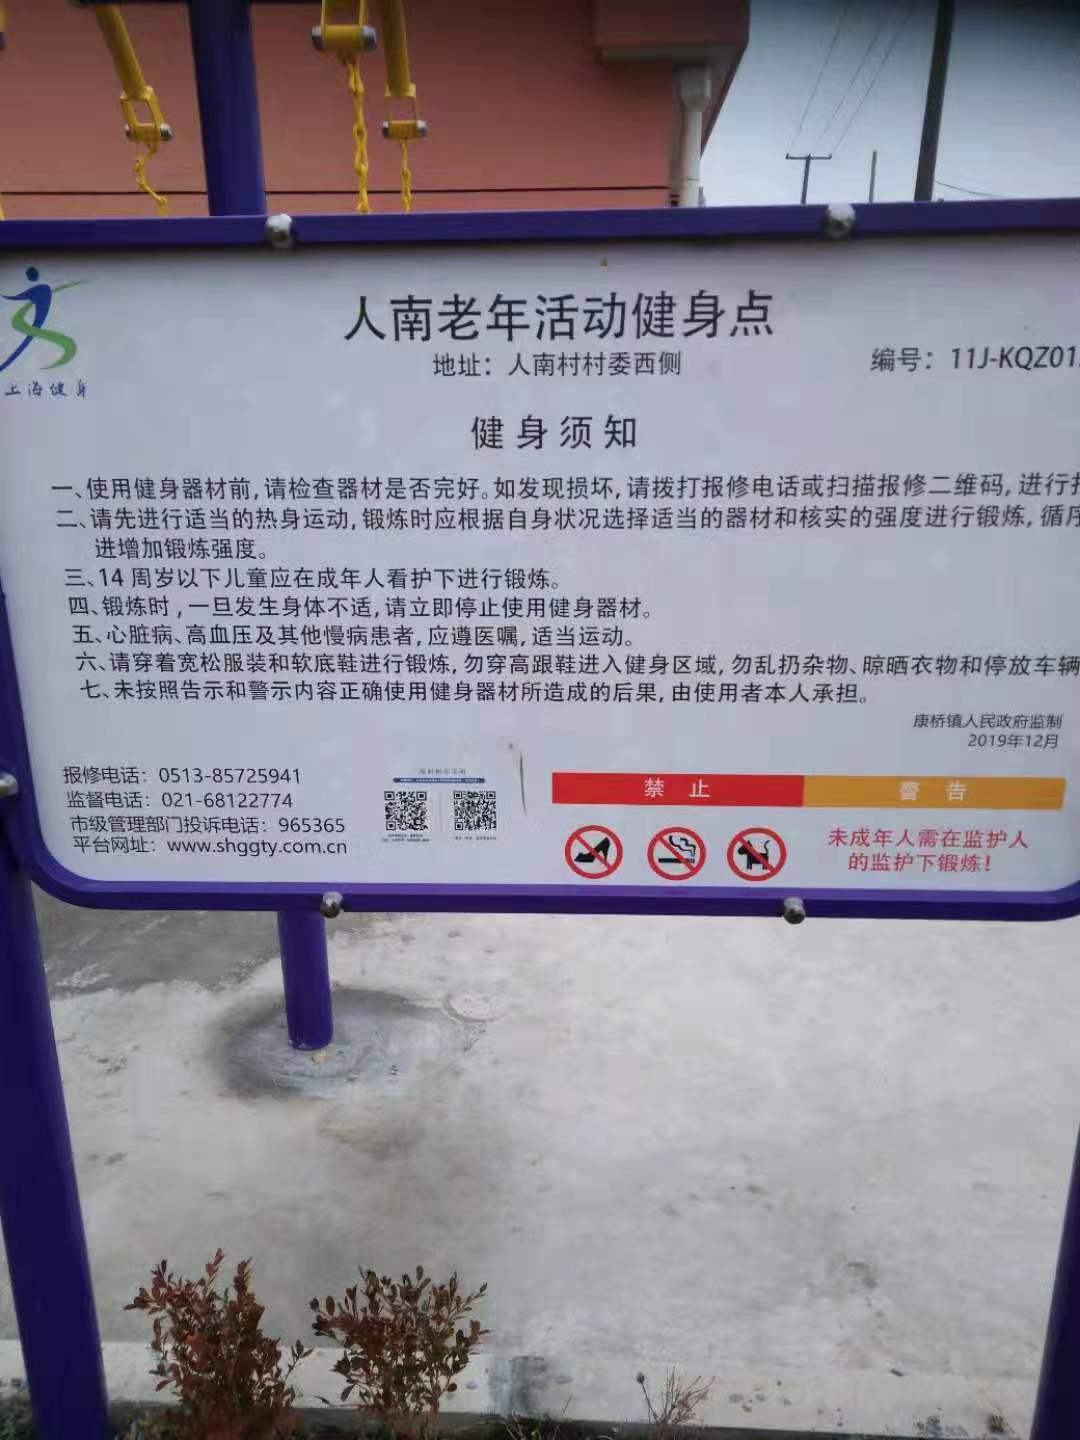 上海健身
人南老年活动健身点
地址：人南村村委西侧
编号：11J-KQZ01
健身须知
一、使用健身器材前，请检查器材是否完好。如发现损坏，请拨打报修电话或扫描报修二维码，进行
二、请先进行适当的热身运动，锻炼时应根据自身状况选择适当的器材和核实的强度进行锻炼，循序
进增加锻炼强度。
三、14周岁以下儿童应在成年人看护下进行锻炼。
四、锻炼时，一旦发生身体不适，请立即停止使用健身器材。
五、心脏病、高血压及其他慢病患者，应遵医嘱，适当运动。
六、请穿着宽松服装和软底鞋进行锻炼，勿穿高跟鞋进入健身区域，勿乱扔杂物、晾晒衣物和停放车辆
七、未按照告示和警示内容正确使用健身器材所造成的后果，由使用者本人承担。
康桥镇人民政府监制
2019年12月
报修电话：0513-85725941
监督电话：021-68122774
市级管理部门投诉电话：965365
平台网址：www.shggty.com.cn
禁止
警告
未成年人需在监护人
的监护下锻炼！